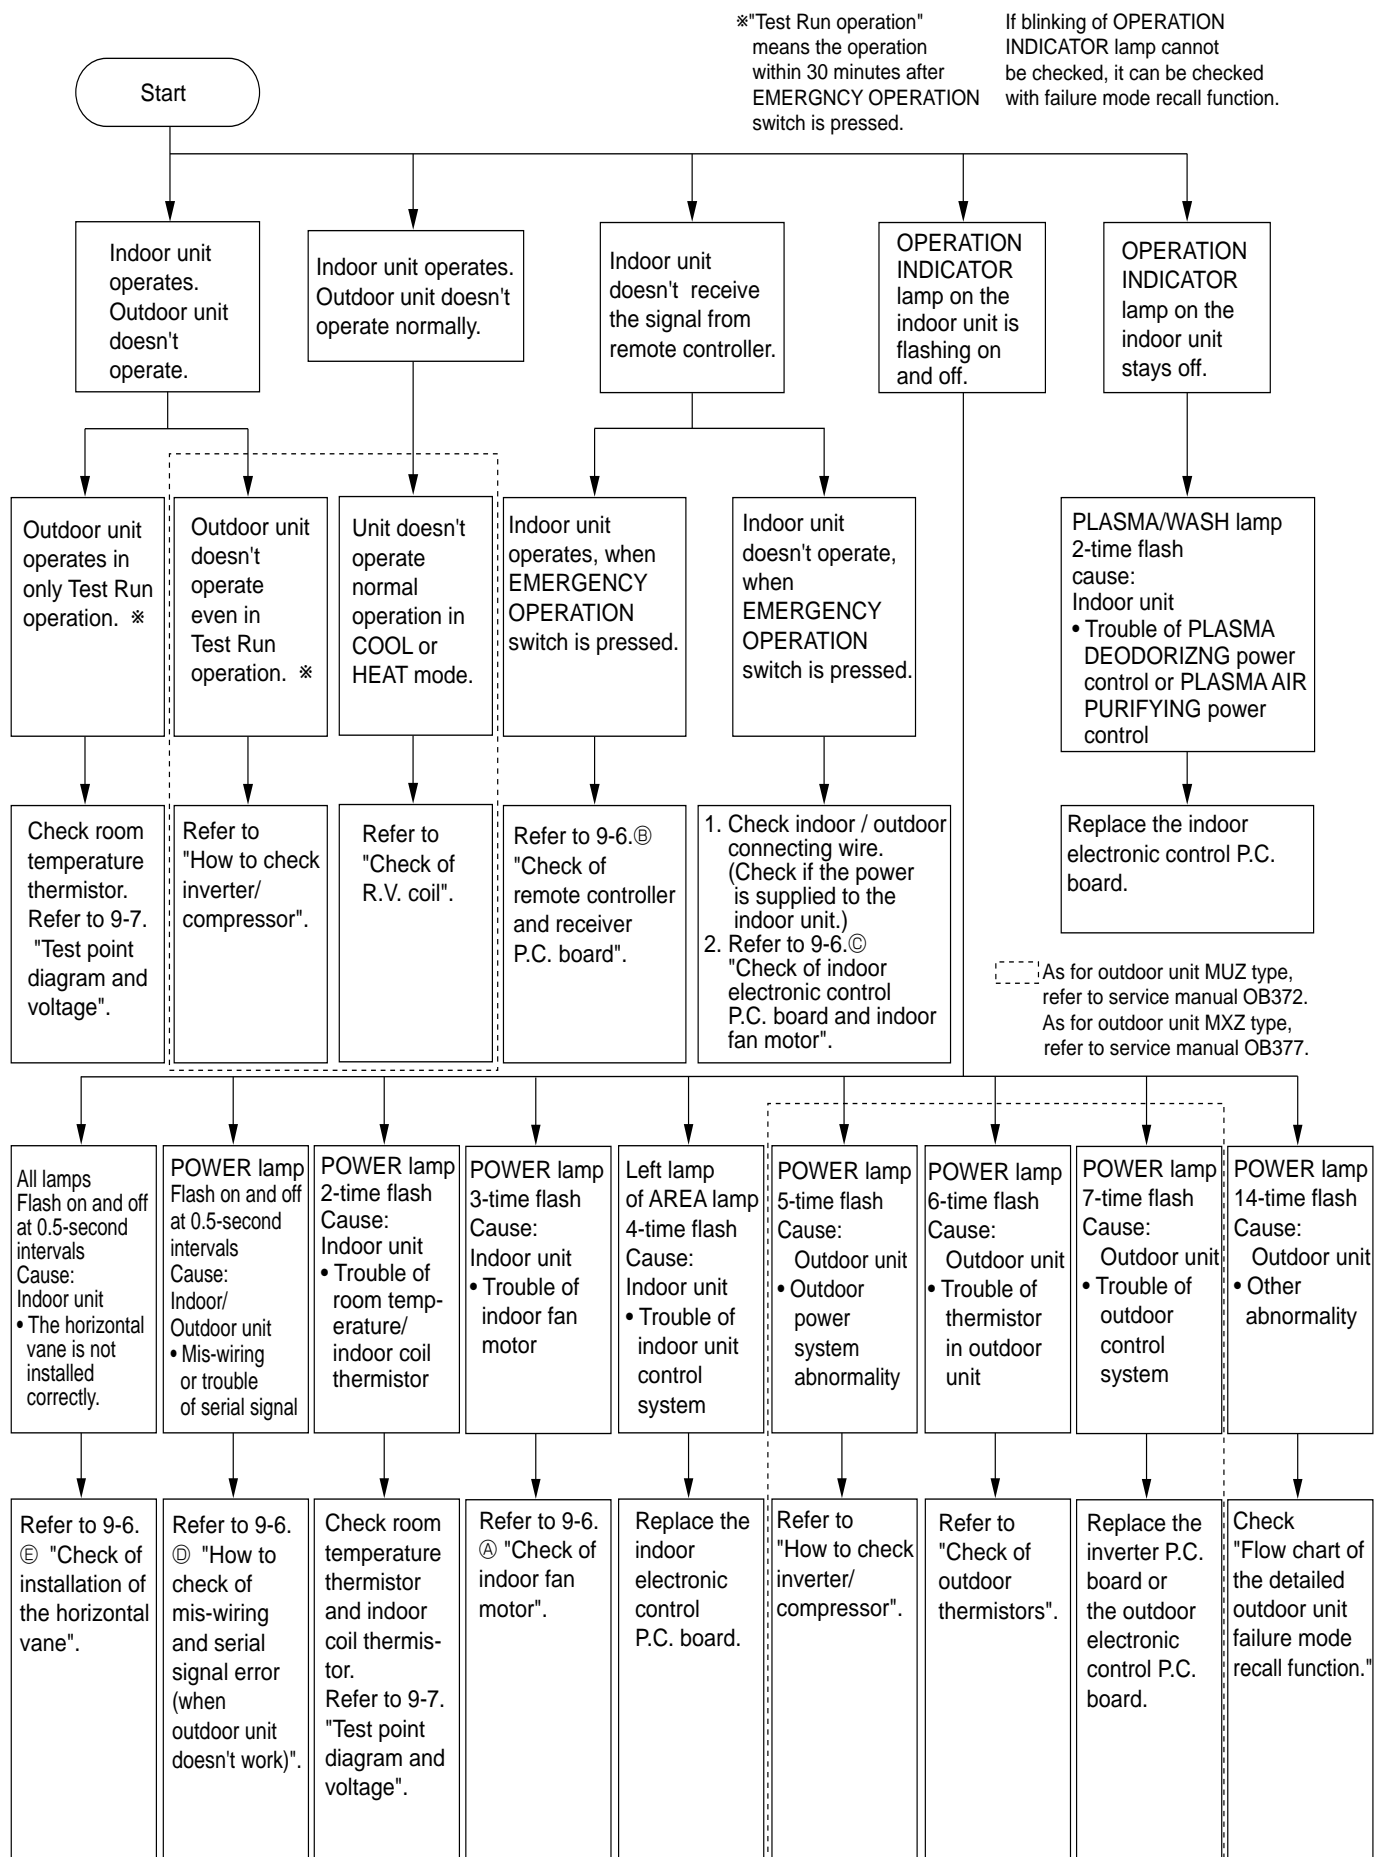 ※"Test Run operation"
means the operation
within 30 minutes after
EMERGNCY OPERATION
switch is pressed.
If blinking of OPERATION
INDICATOR lamp cannot
be checked, it can be checked
with failure mode recall function.
Start
Indoor unit
operates.
Outdoor unit
doesn't
operate.
Indoor unit operates.
Outdoor unit doesn't
operate normally.
Indoor unit
doesn't receive
the signal from
remote controller.
OPERATION
INDICATOR
lamp on the
indoor unit is
flashing on
and off.
OPERATION
INDICATOR
lamp on the
indoor unit
stays off.
Outdoor unit
operates in
only Test Run
operation. ※
Outdoor unit
doesn't
operate
even in
Test Run
operation. ※
Unit doesn't
operate
normal
operation in
COOL or
HEAT mode.
Indoor unit
operates, when
EMERGENCY
OPERATION
switch is pressed.
Indoor unit
doesn't operate,
when
EMERGENCY
OPERATION
switch is pressed.
PLASMA/WASH lamp
2-time flash
cause:
Indoor unit
• Trouble of PLASMA
DEODORIZNG power
control or PLASMA AIR
PURIFYING power
control
Check room
temperature
thermistor.
Refer to 9-7.
"Test point
diagram and
voltage".
Refer to
"How to check
inverter/
compressor".
Refer to
"Check of
R.V. coil".
Refer to 9-6.Ⓑ
"Check of
remote controller
and receiver
P.C. board".
1. Check indoor / outdoor
connecting wire.
(Check if the power
is supplied to the
indoor unit.)
2. Refer to 9-6.Ⓒ
"Check of indoor
electronic control
P.C. board and indoor
fan motor".
Replace the indoor
electronic control P.C.
board.
As for outdoor unit MUZ type,
refer to service manual OB372.
As for outdoor unit MXZ type,
refer to service manual OB377.
All lamps
Flash on and off
at 0.5-second
intervals
Cause:
Indoor unit
• The horizontal
vane is not
installed
correctly.
POWER lamp
Flash on and off
at 0.5-second
intervals
Cause:
Indoor/
Outdoor unit
• Mis-wiring
or trouble
of serial signal
POWER lamp
2-time flash
Cause:
Indoor unit
• Trouble of
room temp-
erature/
indoor coil
thermistor
POWER lamp
3-time flash
Cause:
Indoor unit
• Trouble of
indoor fan
motor
Left lamp
of AREA lamp
4-time flash
Cause:
Indoor unit
• Trouble of
indoor unit
control
system
POWER lamp
5-time flash
Cause:
Outdoor unit
• Outdoor
power
system
abnormality
POWER lamp
6-time flash
Cause:
Outdoor unit
• Trouble of
thermistor
in outdoor
unit
POWER lamp
7-time flash
Cause:
Outdoor unit
• Trouble of
outdoor
control
system
POWER lamp
14-time flash
Cause:
Outdoor unit
• Other
abnormality
Refer to 9-6.
Ⓔ "Check of
installation of
the horizontal
vane".
Refer to 9-6.
Ⓓ "How to
check of
mis-wiring
and serial
signal error
(when
outdoor unit
doesn't work)".
Check room
temperature
thermistor
and indoor
coil thermis-
tor.
Refer to 9-7.
"Test point
diagram and
voltage".
Refer to 9-6.
Ⓐ "Check of
indoor fan
motor".
Replace the
indoor
electronic
control
P.C. board.
Refer to
"How to check
inverter/
compressor".
Refer to
"Check of
outdoor
thermistors".
Replace the
inverter P.C.
board or
the outdoor
electronic
control P.C.
board.
Check
"Flow chart of
the detailed
outdoor unit
failure mode
recall function."